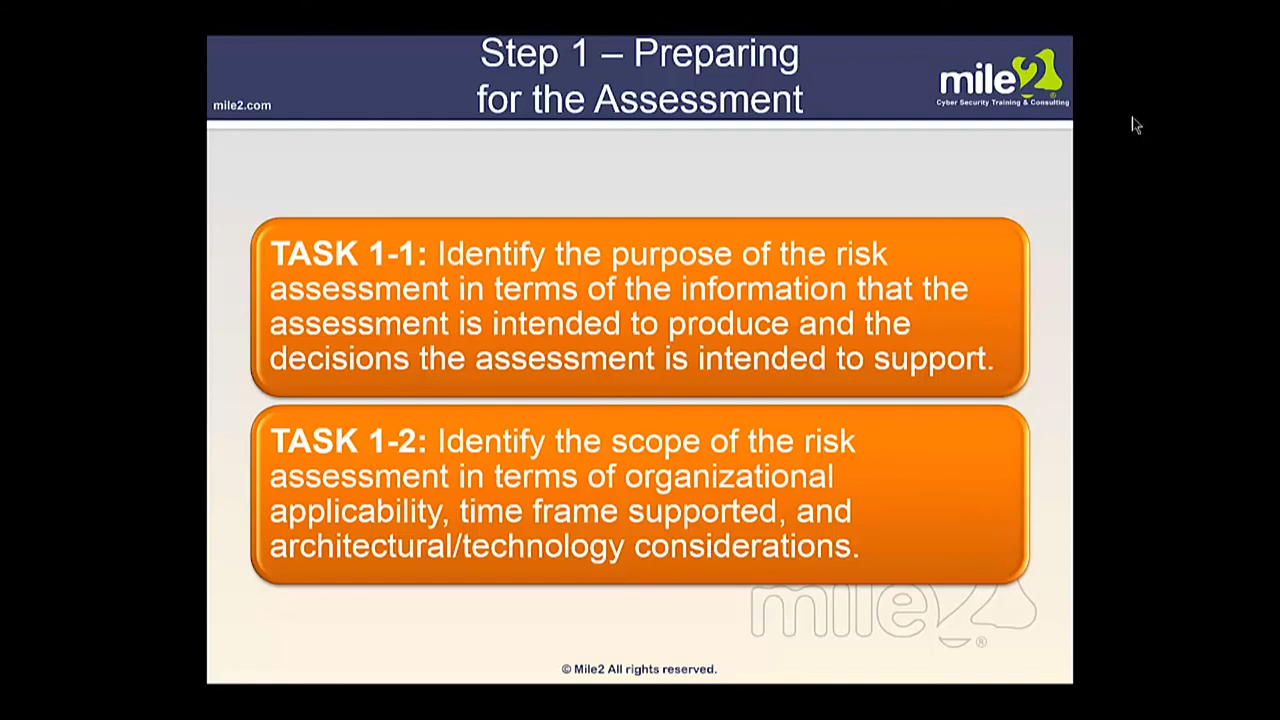 Step 1 – Preparing
for the Assessment
mile2.com
mile2
®
Cyber Security Training & Consulting
TASK 1-1: Identify the purpose of the risk
assessment in terms of the information that the
assessment is intended to produce and the
decisions the assessment is intended to support.
TASK 1-2: Identify the scope of the risk
assessment in terms of organizational
applicability, time frame supported, and
architectural/technology considerations.
mile2
®
© Mile2 All rights reserved.